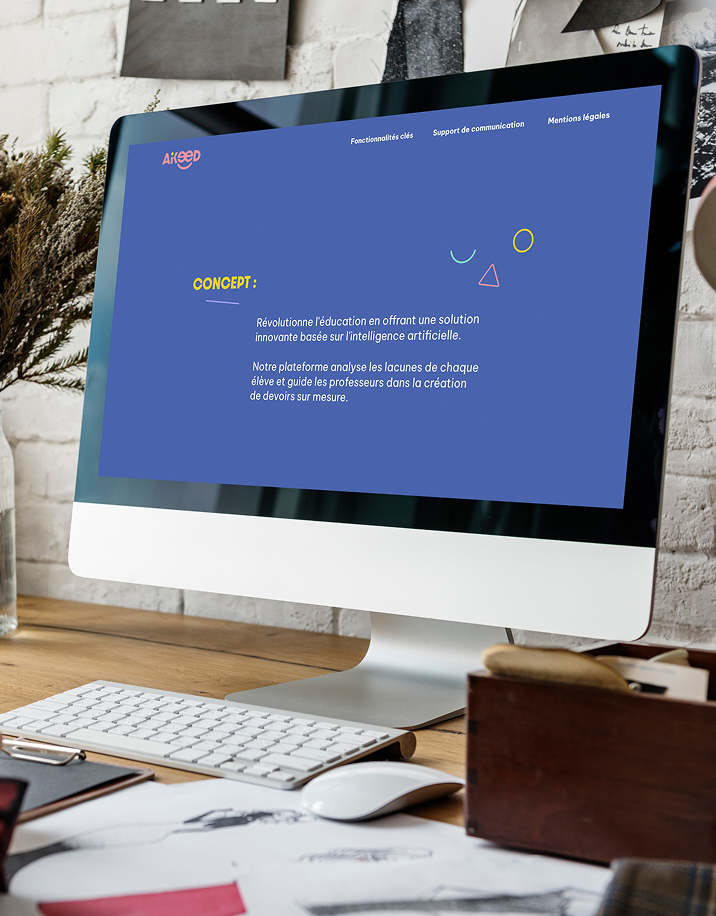 AiKEED
Fonctionnalités clés
Support de communication
Mentions légales
CONCEPT :
Révolutionne l'éducation en offrant une solution
innovante basée sur l'intelligence artificielle.
Notre plateforme analyse les lacunes de chaque
élève et guide les professeurs dans la création
de devoirs sur mesure.